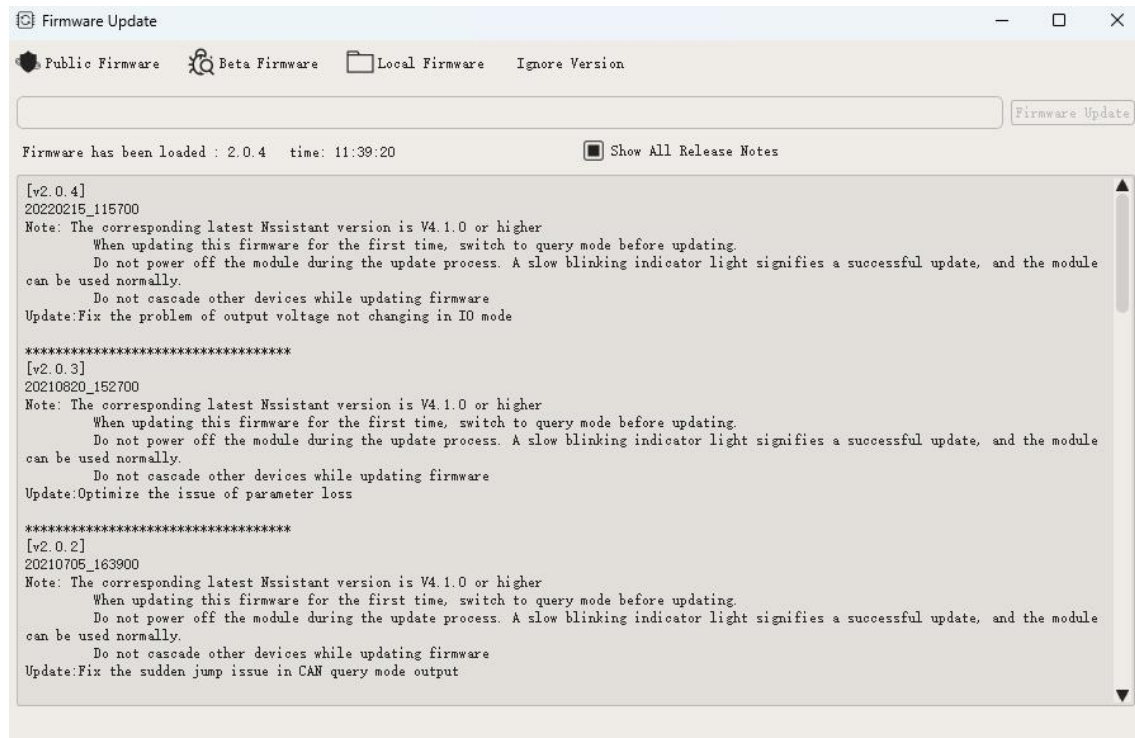 Firmware Update
Public Firmware Beta Firmware Local Firmware Ignore Version
Firmware Update
Firmware has been loaded : 2.0.4 time: 11:39:20 Show All Release Notes
[v2.0.4]
20220215_115700
Note: The corresponding latest Nssistant version is V4.1.0 or higher
When updating this firmware for the first time, switch to query mode before updating.
Do not power off the module during the update process. A slow blinking indicator light signifies a successful update, and the module
can be used normally.
Do not cascade other devices while updating firmware
Update:Fix the problem of output voltage not changing in IO mode
***********************************
[v2.0.3]
20210820_152700
Note: The corresponding latest Nssistant version is V4.1.0 or higher
When updating this firmware for the first time, switch to query mode before updating.
Do not power off the module during the update process. A slow blinking indicator light signifies a successful update, and the module
can be used normally.
Do not cascade other devices while updating firmware
Update:Optimize the issue of parameter loss
***********************************
[v2.0.2]
20210705_163900
Note: The corresponding latest Nssistant version is V4.1.0 or higher
When updating this firmware for the first time, switch to query mode before updating.
Do not power off the module during the update process. A slow blinking indicator light signifies a successful update, and the module
can be used normally.
Do not cascade other devices while updating firmware
Update:Fix the sudden jump issue in CAN query mode output